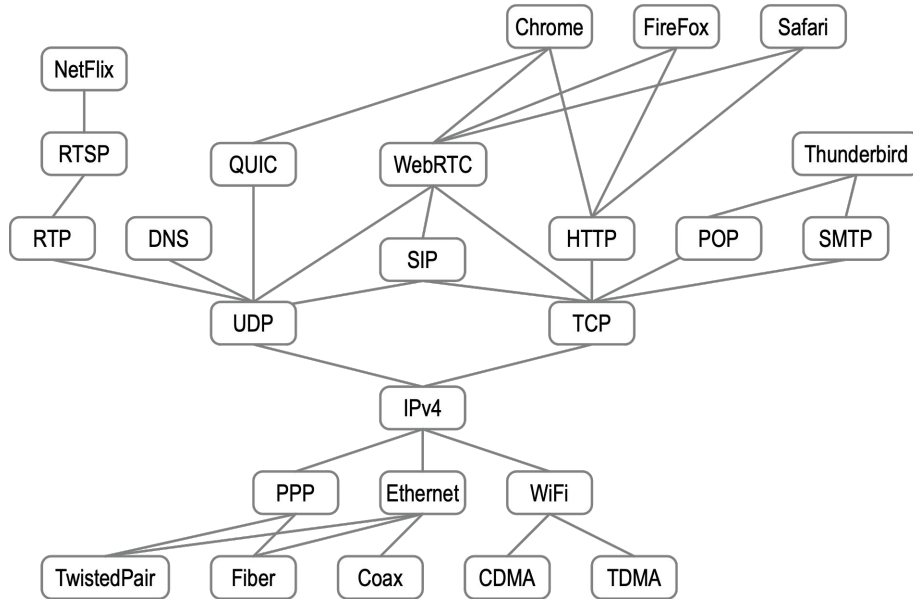 Chrome
FireFox
Safari
NetFlix
RTSP
QUIC
WebRTC
Thunderbird
RTP
DNS
SIP
HTTP
POP
SMTP
UDP
TCP
IPv4
PPP
Ethernet
WiFi
TwistedPair
Fiber
Coax
CDMA
TDMA